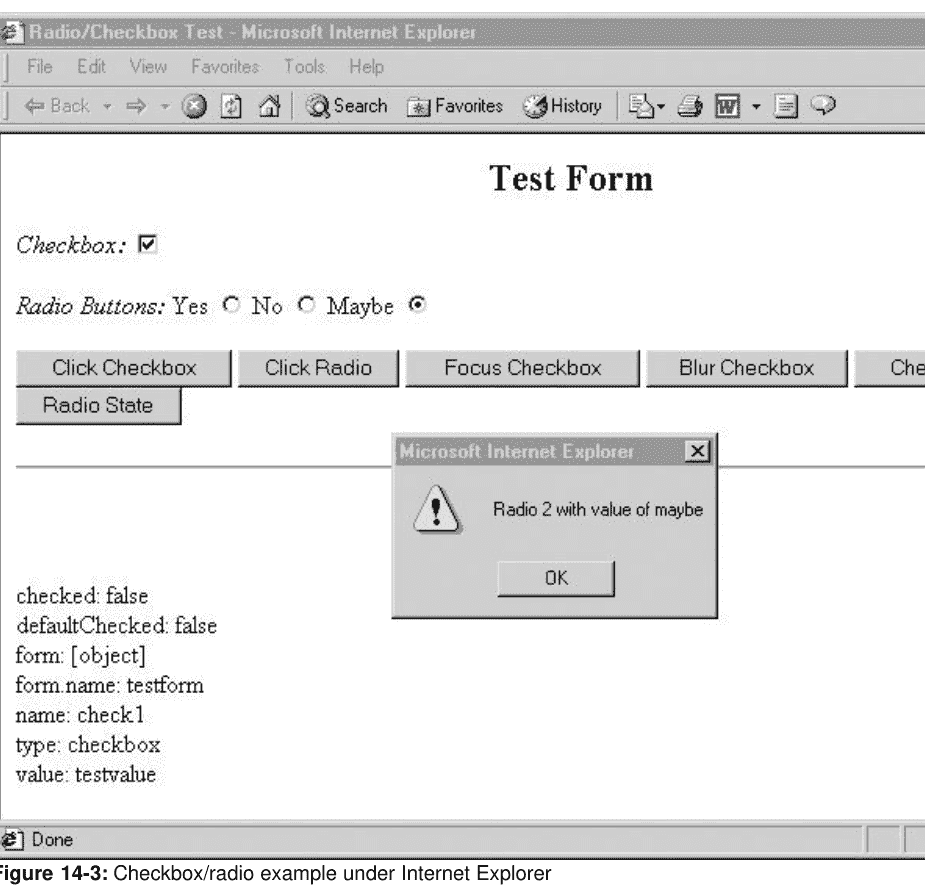 Radio/Checkbox Test - Microsoft Internet Explorer
File Edit View Favorites Tools Help
Back Search Favorites History
Test Form
Checkbox:
Radio Buttons: Yes No Maybe
Click Checkbox Click Radio Focus Checkbox Blur Checkbox Che
Radio State
Microsoft Internet Explorer
Radio 2 with value of maybe
OK
checked: false
defaultChecked: false
form: [object]
form.name: testform
name: check1
type: checkbox
value: testvalue
Done
Figure 14-3: Checkbox/radio example under Internet Explorer